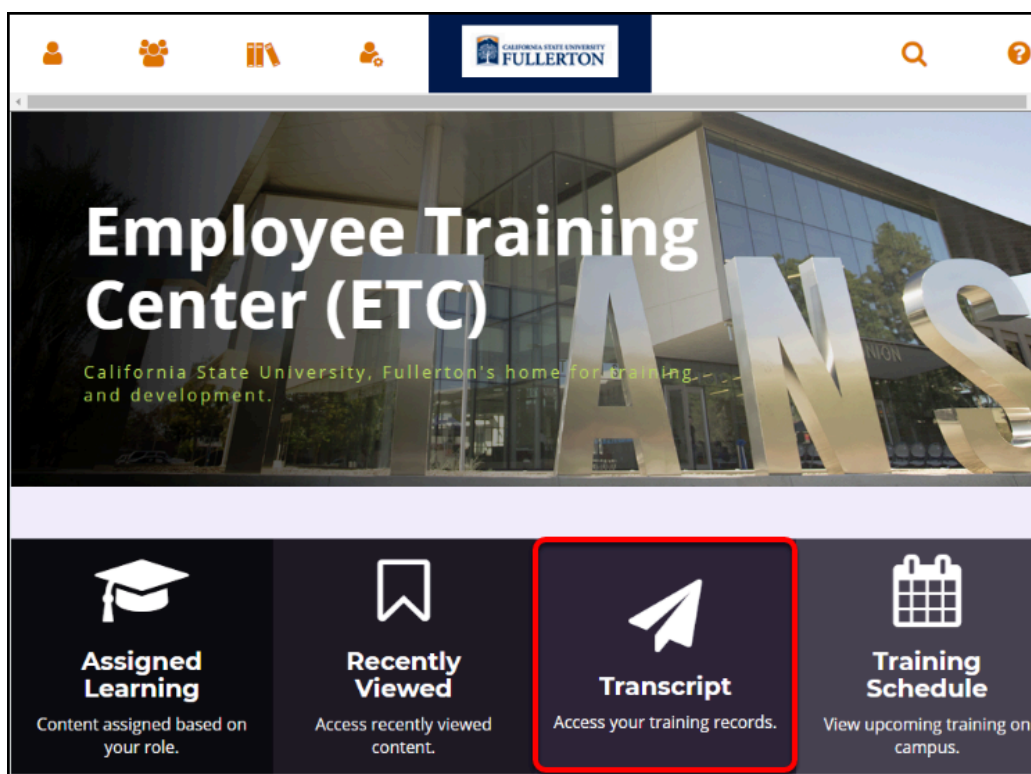 CALIFORNIA STATE UNIVERSITY
FULLERTON
Employee Training
Center (ETC)
California State University, Fullerton's home for training
and development.
TITANS
UNION
Assigned
Learning
Content assigned based on
your role.
Recently
Viewed
Access recently viewed
content.
Transcript
Access your training records.
Training
Schedule
View upcoming training on
campus.